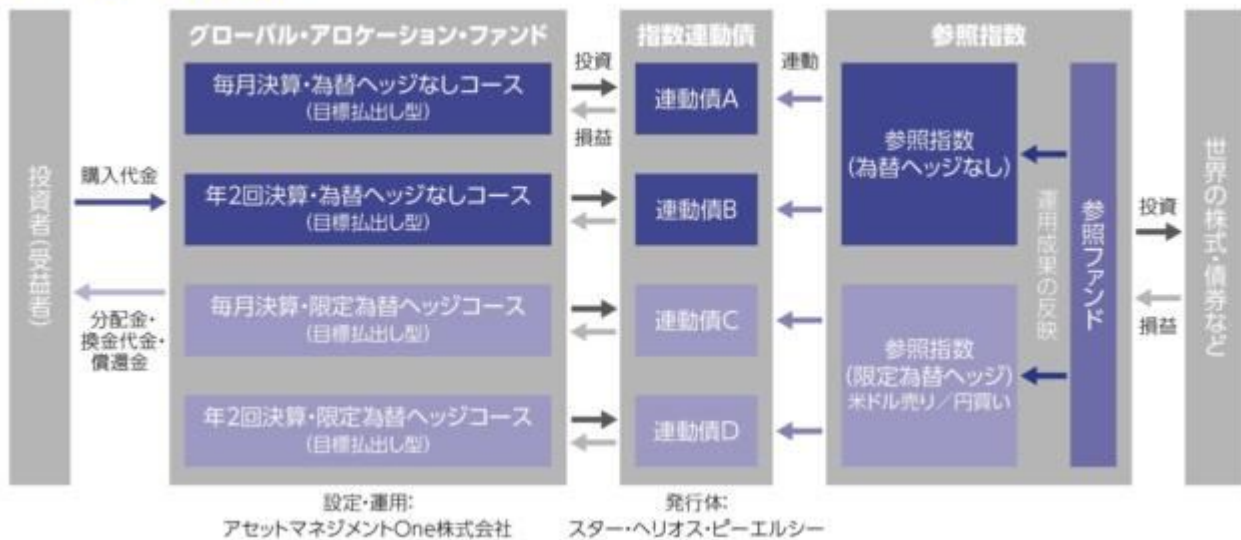 グローバル・アロケーション・ファンド
指数連動債
参照指数
投資者(受益者)
購入代金
分配金・
換金代金・
償還金
毎月決算・為替ヘッジなしコース
(目標払出し型)
年2回決算・為替ヘッジなしコース
(目標払出し型)
毎月決算・限定為替ヘッジコース
(目標払出し型)
年2回決算・限定為替ヘッジコース
(目標払出し型)
投資
損益
連動債A
連動債B
連動債C
連動債D
連動
参照指数
(為替ヘッジなし)
参照指数
(限定為替ヘッジ)
米ドル売り/円買い
運用成果の反映
参照ファンド
投資
損益
世界の株式・債券など
設定・運用:
アセットマネジメントOne株式会社
発行体:
スター・ヘリオス・ピーエルシー